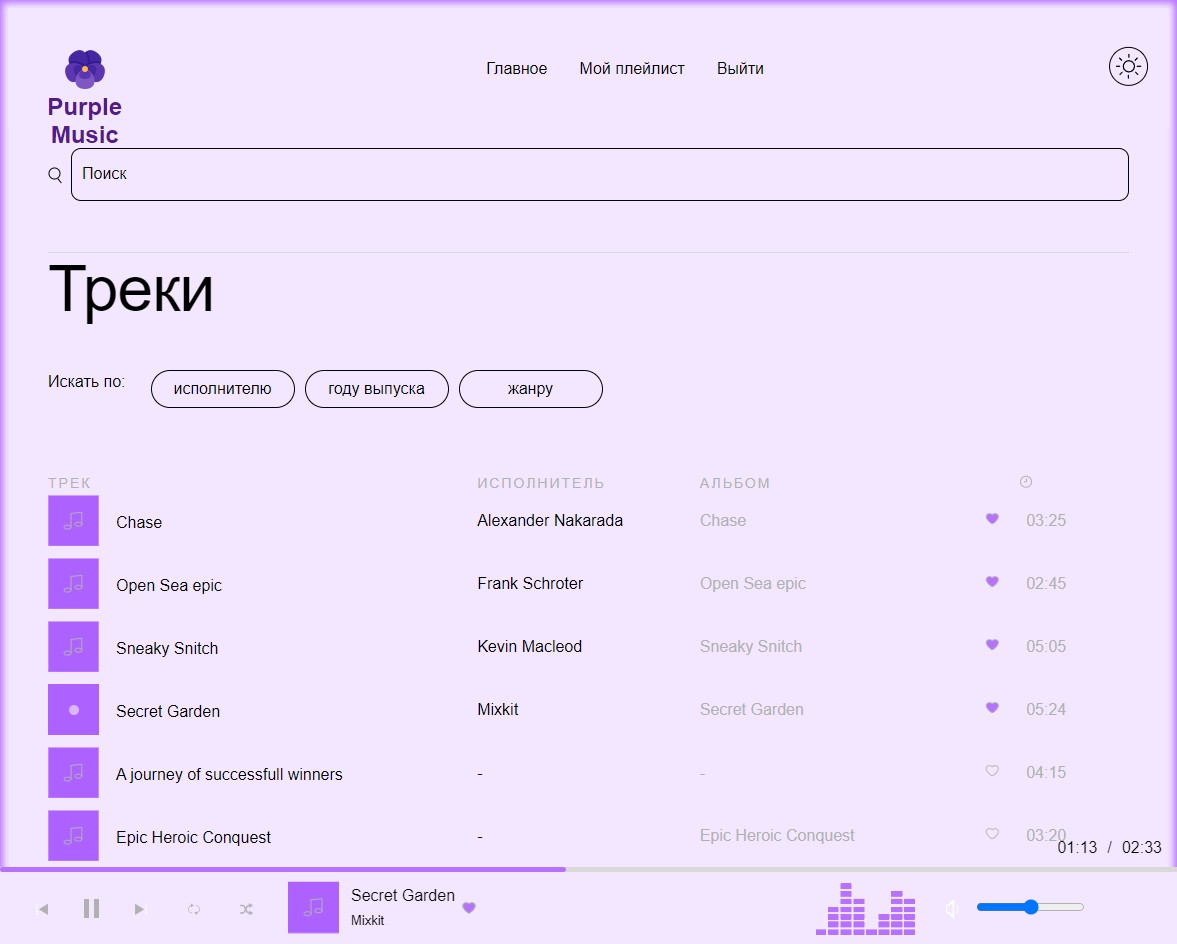 Purple
Music
Главное Мой плейлист Выйти
Поиск
Треки
Искать по: исполнителю году выпуска жанру
ТРЕК ИСПОЛНИТЕЛЬ АЛЬБОМ
Chase Alexander Nakarada Chase 03:25
Open Sea epic Frank Schroter Open Sea epic 02:45
Sneaky Snitch Kevin Macleod Sneaky Snitch 05:05
Secret Garden Mixkit Secret Garden 05:24
A journey of successfull winners - - 04:15
Epic Heroic Conquest - Epic Heroic Conquest 03:20
01:13 / 02:33
Secret Garden
Mixkit